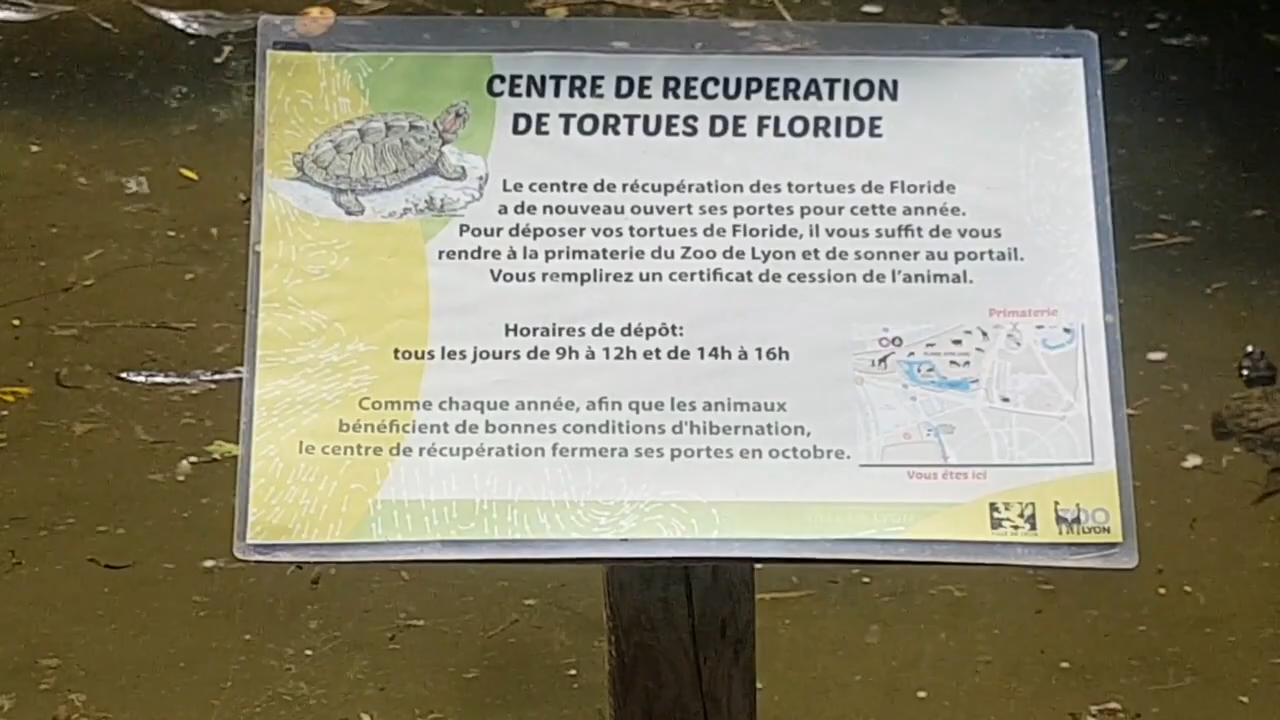 CENTRE DE RECUPERATION
DE TORTUES DE FLORIDE
Le centre de récupération des tortues de Floride
a de nouveau ouvert ses portes pour cette année.
Pour déposer vos tortues de Floride, il vous suffit de vous
rendre à la primaterie du Zoo de Lyon et de sonner au portail.
Vous remplirez un certificat de cession de l'animal.
Horaires de dépôt:
tous les jours de 9h à 12h et de 14h à 16h
Comme chaque année, afin que les animaux
bénéficient de bonnes conditions d'hibernation,
le centre de récupération fermera ses portes en octobre.
Primaterie
Vous êtes ici
VILLE DE LYON
ZOO
LYON